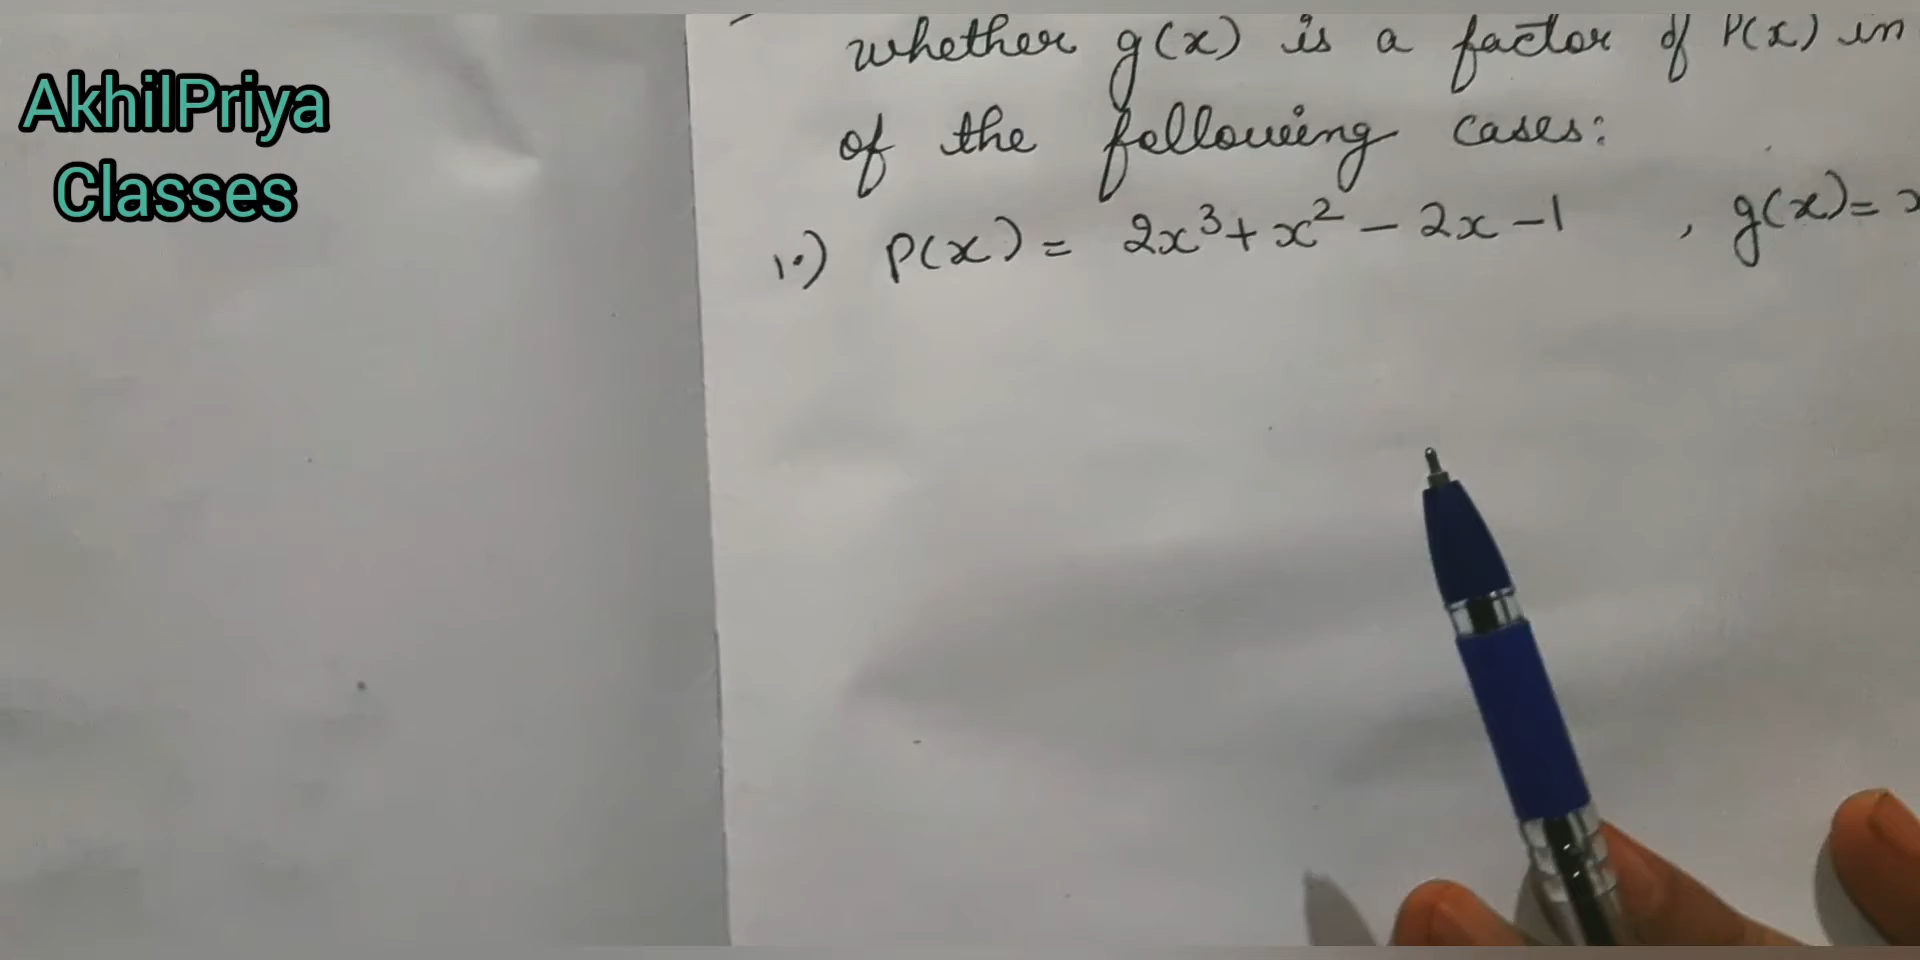 AkhilPriya
Classes
whether g(x) is a factor of P(x) in
of the following cases:
1.) P(x) = 2x³+x²-2x-1 , g(x)= x